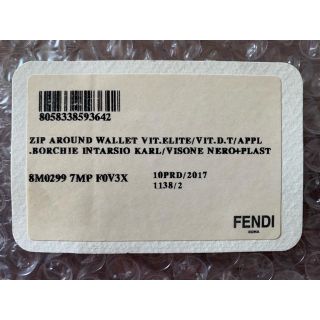 8058338593642
ZIP AROUND WALLET VIT.ELITE/VIT.D.T/APPL
.BORCHIE INTARSIO KARL/VISONE NERO+PLAST
8M0299 7MP F0V3X
10PRD/2017
1138/2
FENDI
ROMA